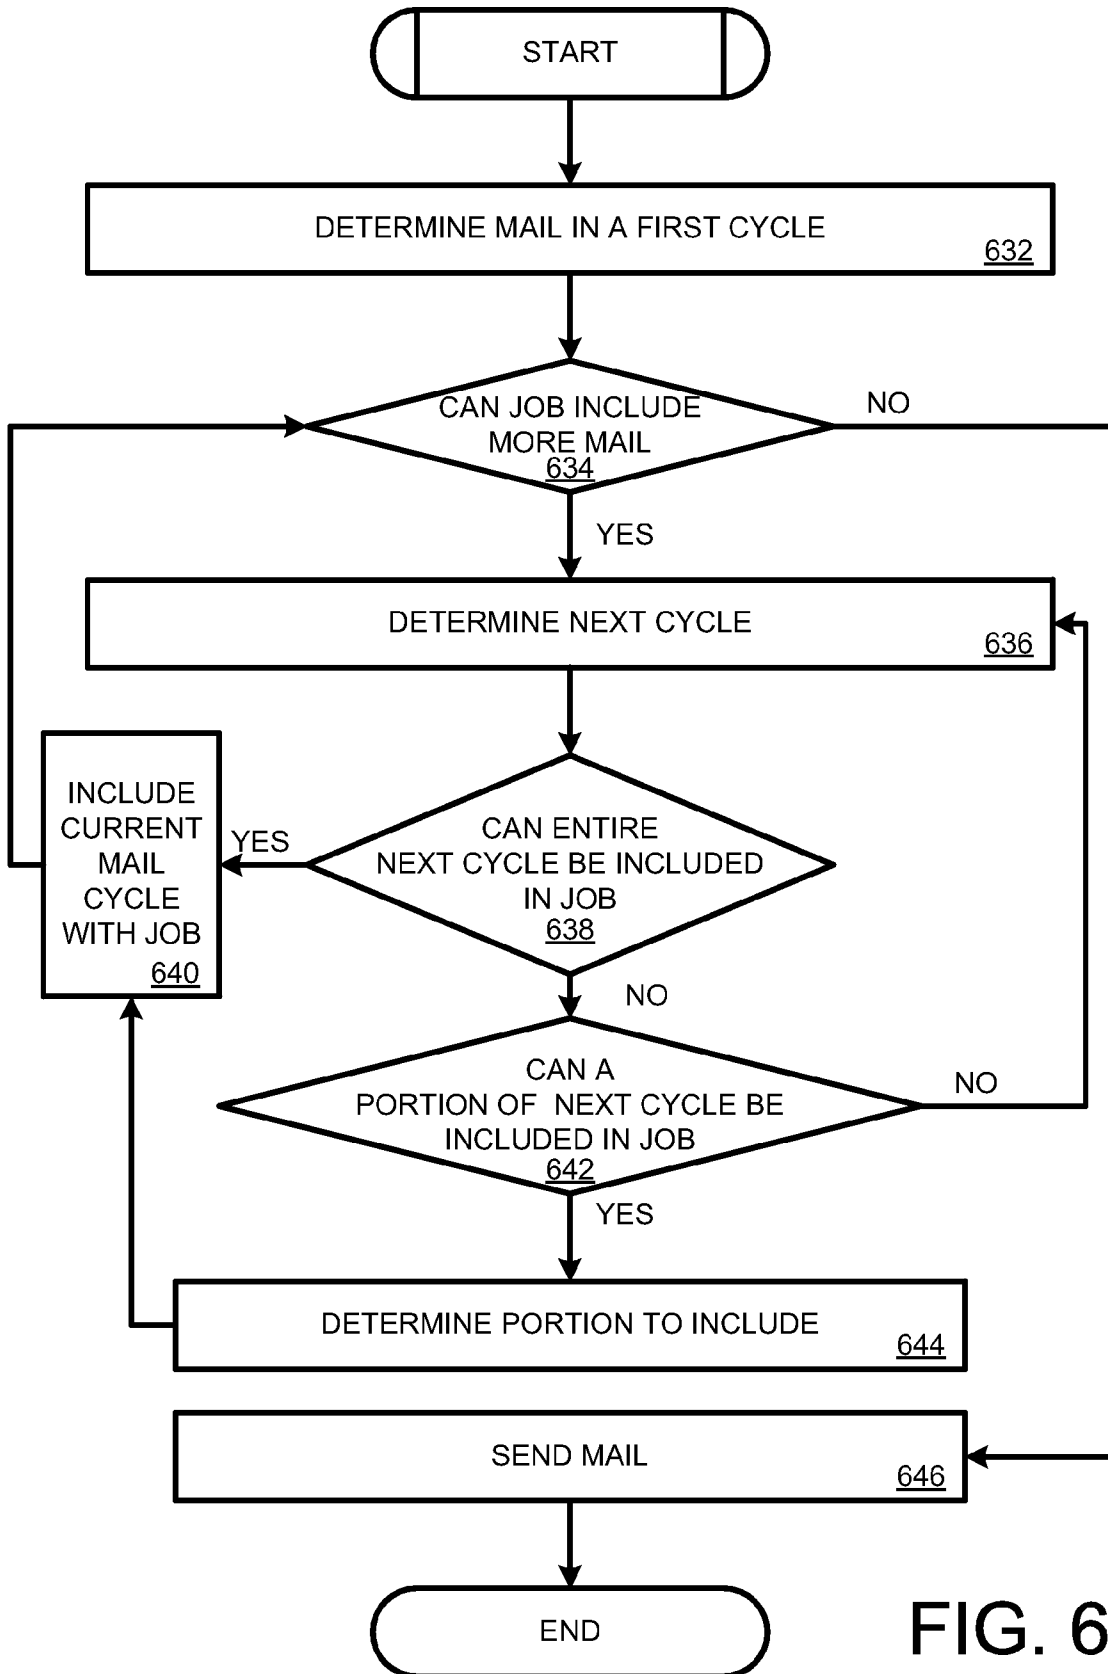 START
DETERMINE MAIL IN A FIRST CYCLE
632
CAN JOB INCLUDE
MORE MAIL
634
NO
YES
DETERMINE NEXT CYCLE
636
INCLUDE
CURRENT
MAIL
CYCLE
WITH JOB
640
YES
CAN ENTIRE
NEXT CYCLE BE INCLUDED
IN JOB
638
NO
CAN A
PORTION OF NEXT CYCLE BE
INCLUDED IN JOB
642
NO
YES
DETERMINE PORTION TO INCLUDE
644
SEND MAIL
646
END
FIG. 6